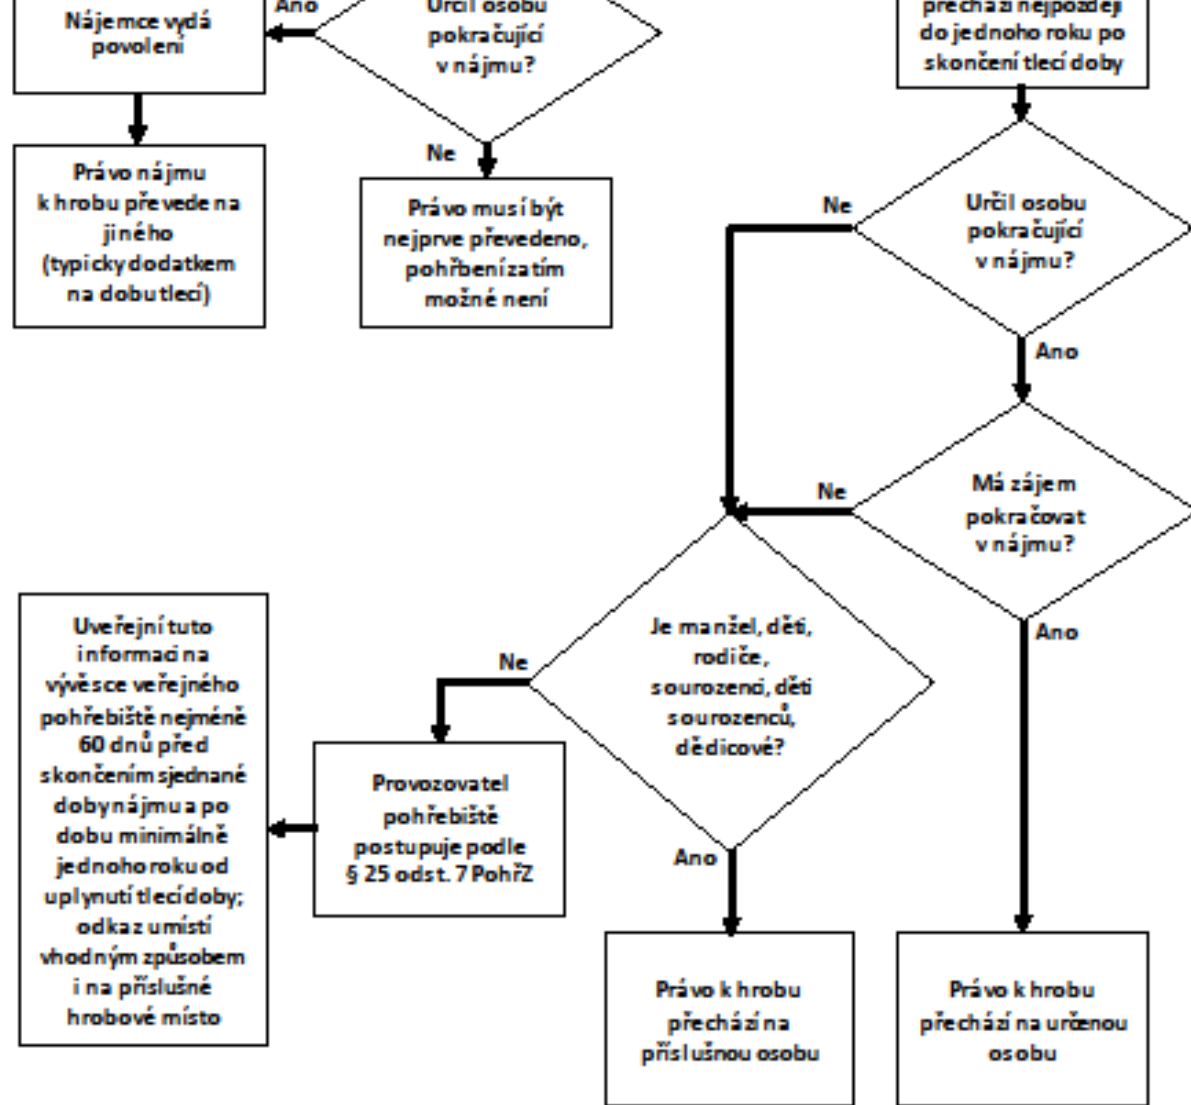 Ano
Nájemce vydá
povolení
Určil osobu
pokračující
v nájmu?
přechází nejpozději
do jednoho roku po
skončení tlecí doby
Ne
Právo nájmu
k hrobu převede na
jiného
(typicky dodatkem
na dobu tlecí)
Právo musí být
nejprve převedeno,
pohřbení zatím
možné není
Ne
Určil osobu
pokračující
v nájmu?
Ano
Ne
Má zájem
pokračovat
v nájmu?
Ano
Je manžel, děti,
rodiče,
sourozenci, děti
sourozenců,
dědicové?
Ne
Ano
Uveřejní tuto
informaci na
vývěsce veřejného
pohřebiště nejméně
60 dnů před
skončením sjednané
doby nájmu a po
dobu minimálně
jednoho roku od
uplynutí tlecí doby;
odkaz umístí
vhodným způsobem
i na příslušné
hrobové místo
Provozovatel
pohřebiště
postupuje podle
§ 25 odst. 7 PohřZ
Právo k hrobu
přechází na
příslušnou osobu
Právo k hrobu
přechází na určenou
osobu